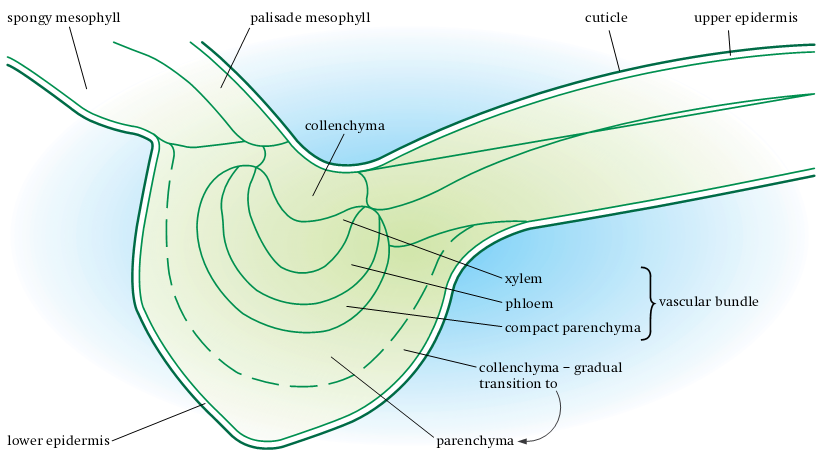 spongy mesophyll
palisade mesophyll
cuticle
upper epidermis
collenchyma
xylem
phloem
vascular bundle
compact parenchyma
collenchyma – gradual
transition to
lower epidermis
parenchyma